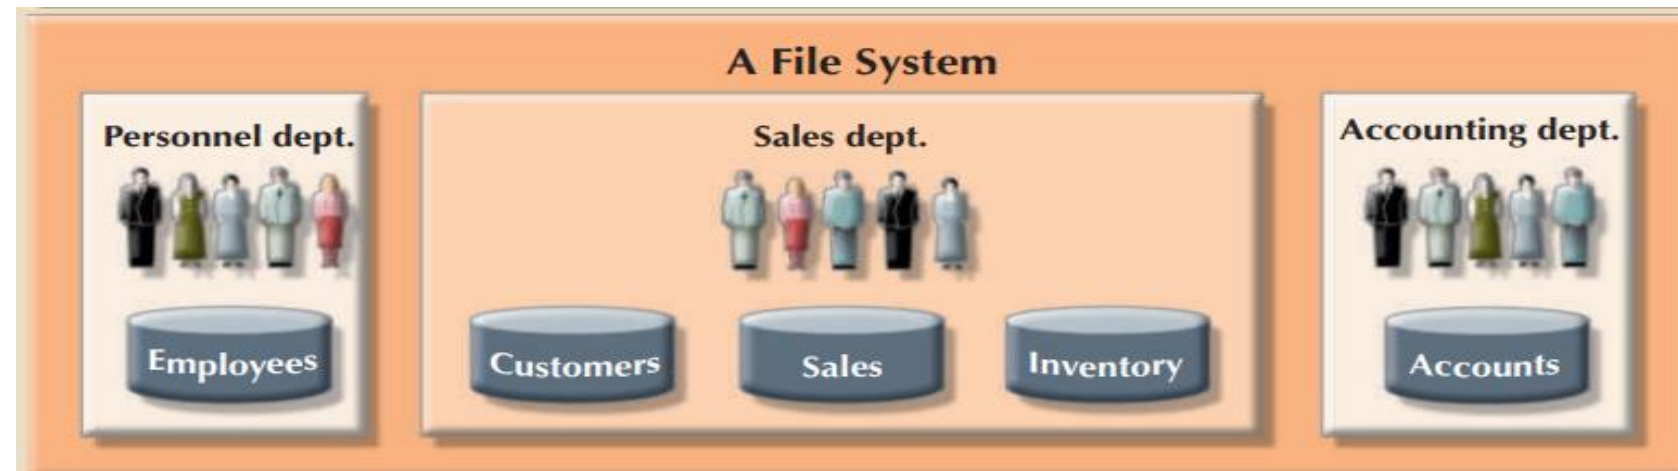 A File System
Personnel dept.
Employees
Sales dept.
Customers
Sales
Inventory
Accounting dept.
Accounts